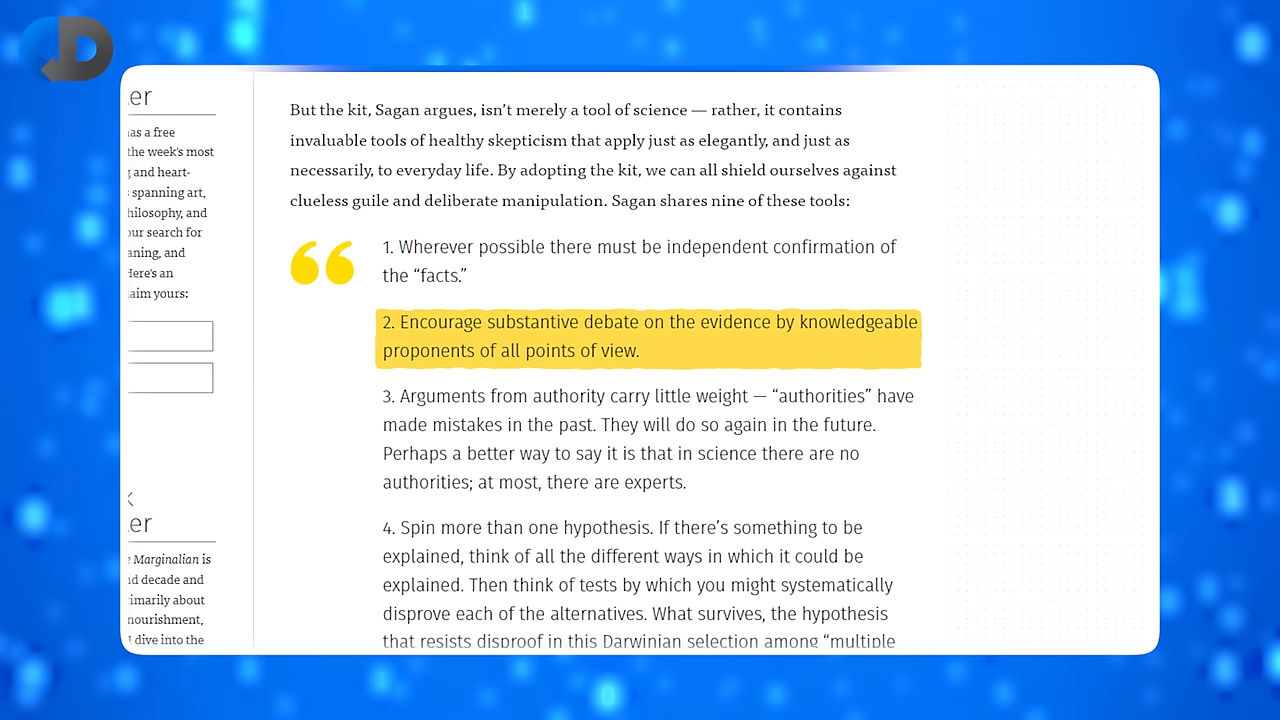 er
as a free
the week's most
and heart-
spanning art,
philosophy, and
our search for
aning, and
Here's an
aim yours:
er
Marginalian is
nd decade and
rimarily about
nourishment,
dive into the
But the kit, Sagan argues, isn't merely a tool of science — rather, it contains
invaluable tools of healthy skepticism that apply just as elegantly, and just as
necessarily, to everyday life. By adopting the kit, we can all shield ourselves against
clueless guile and deliberate manipulation. Sagan shares nine of these tools:
1. Wherever possible there must be independent confirmation of
the “facts.”
2. Encourage substantive debate on the evidence by knowledgeable
proponents of all points of view.
3. Arguments from authority carry little weight — “authorities” have
made mistakes in the past. They will do so again in the future.
Perhaps a better way to say it is that in science there are no
authorities; at most, there are experts.
4. Spin more than one hypothesis. If there's something to be
explained, think of all the different ways in which it could be
explained. Then think of tests by which you might systematically
disprove each of the alternatives. What survives, the hypothesis
that resists disproof in this Darwinian selection among “multiple